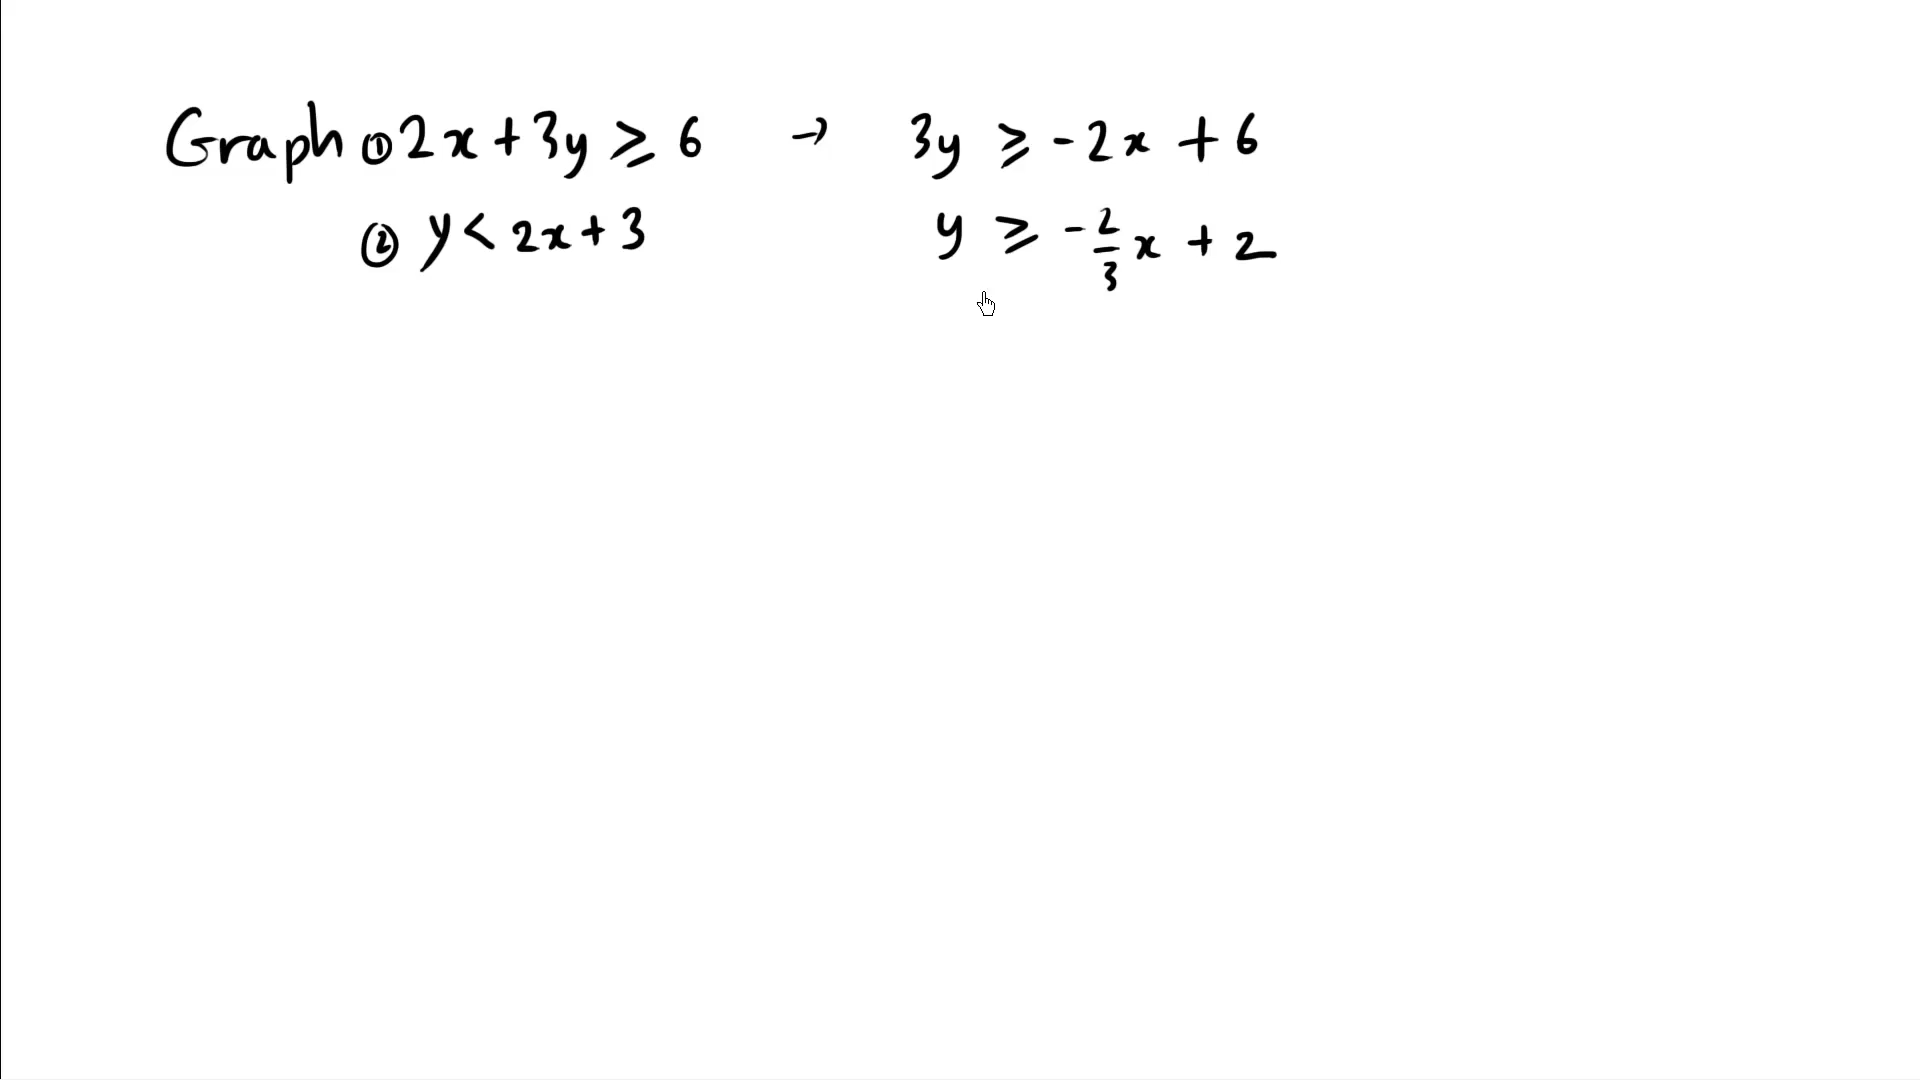 Graph ① 2x + 3y ≥ 6 → 3y ≥ -2x + 6
② y < 2x + 3 y ≥ -2/3 x + 2